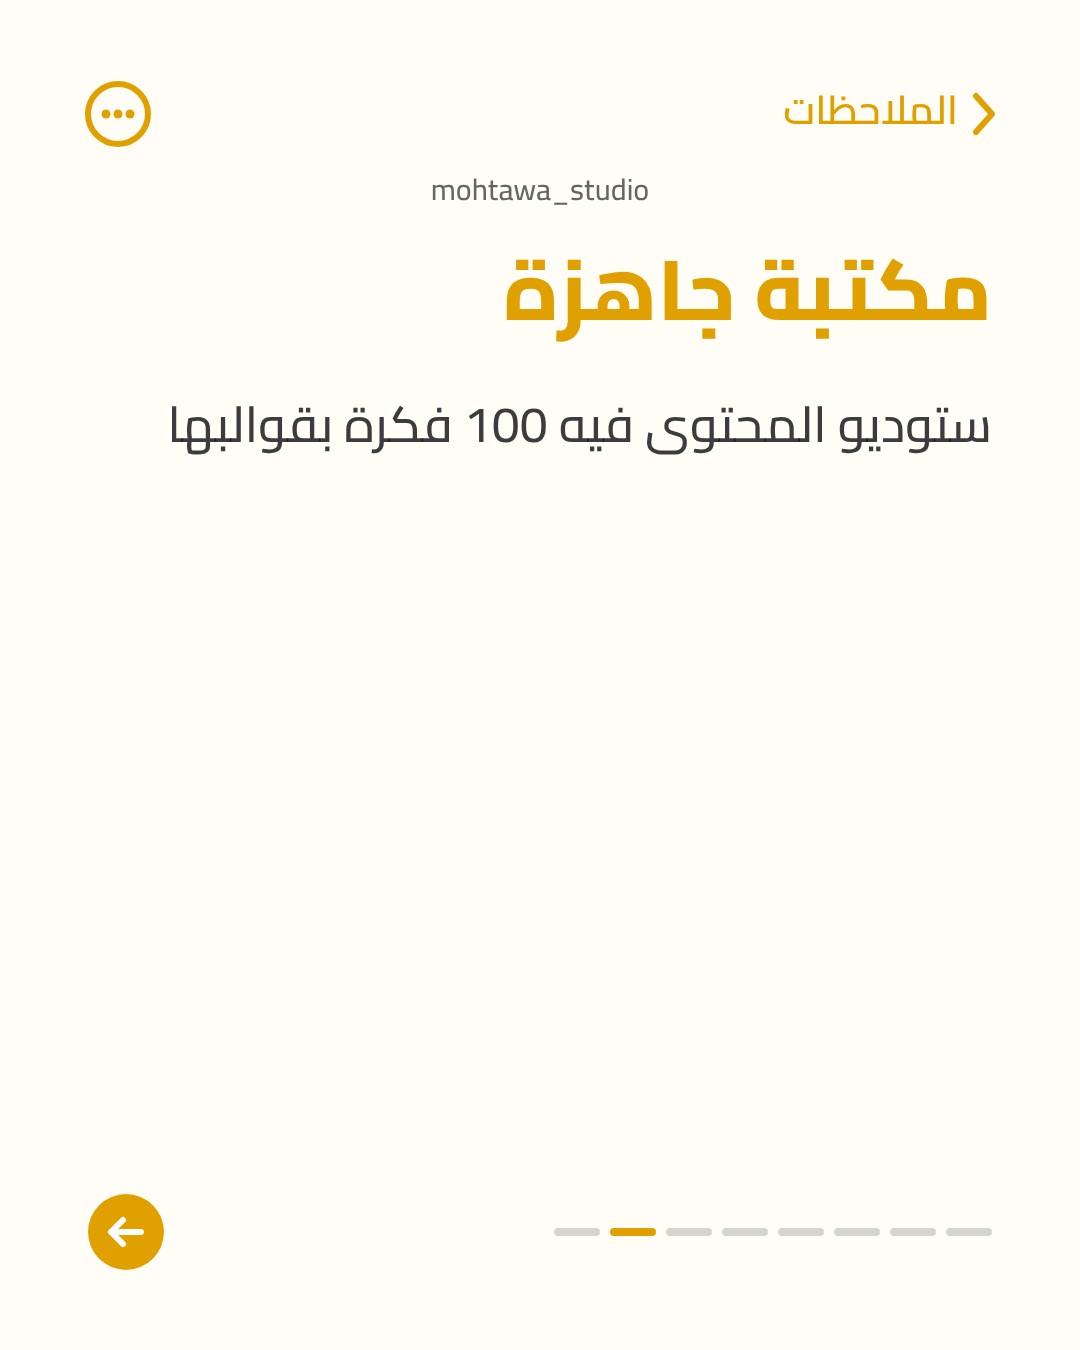 الملاحظات
mohtawa_studio
مكتبة جاهزة
ستوديو المحتوى فيه 100 فكرة بقوالبها